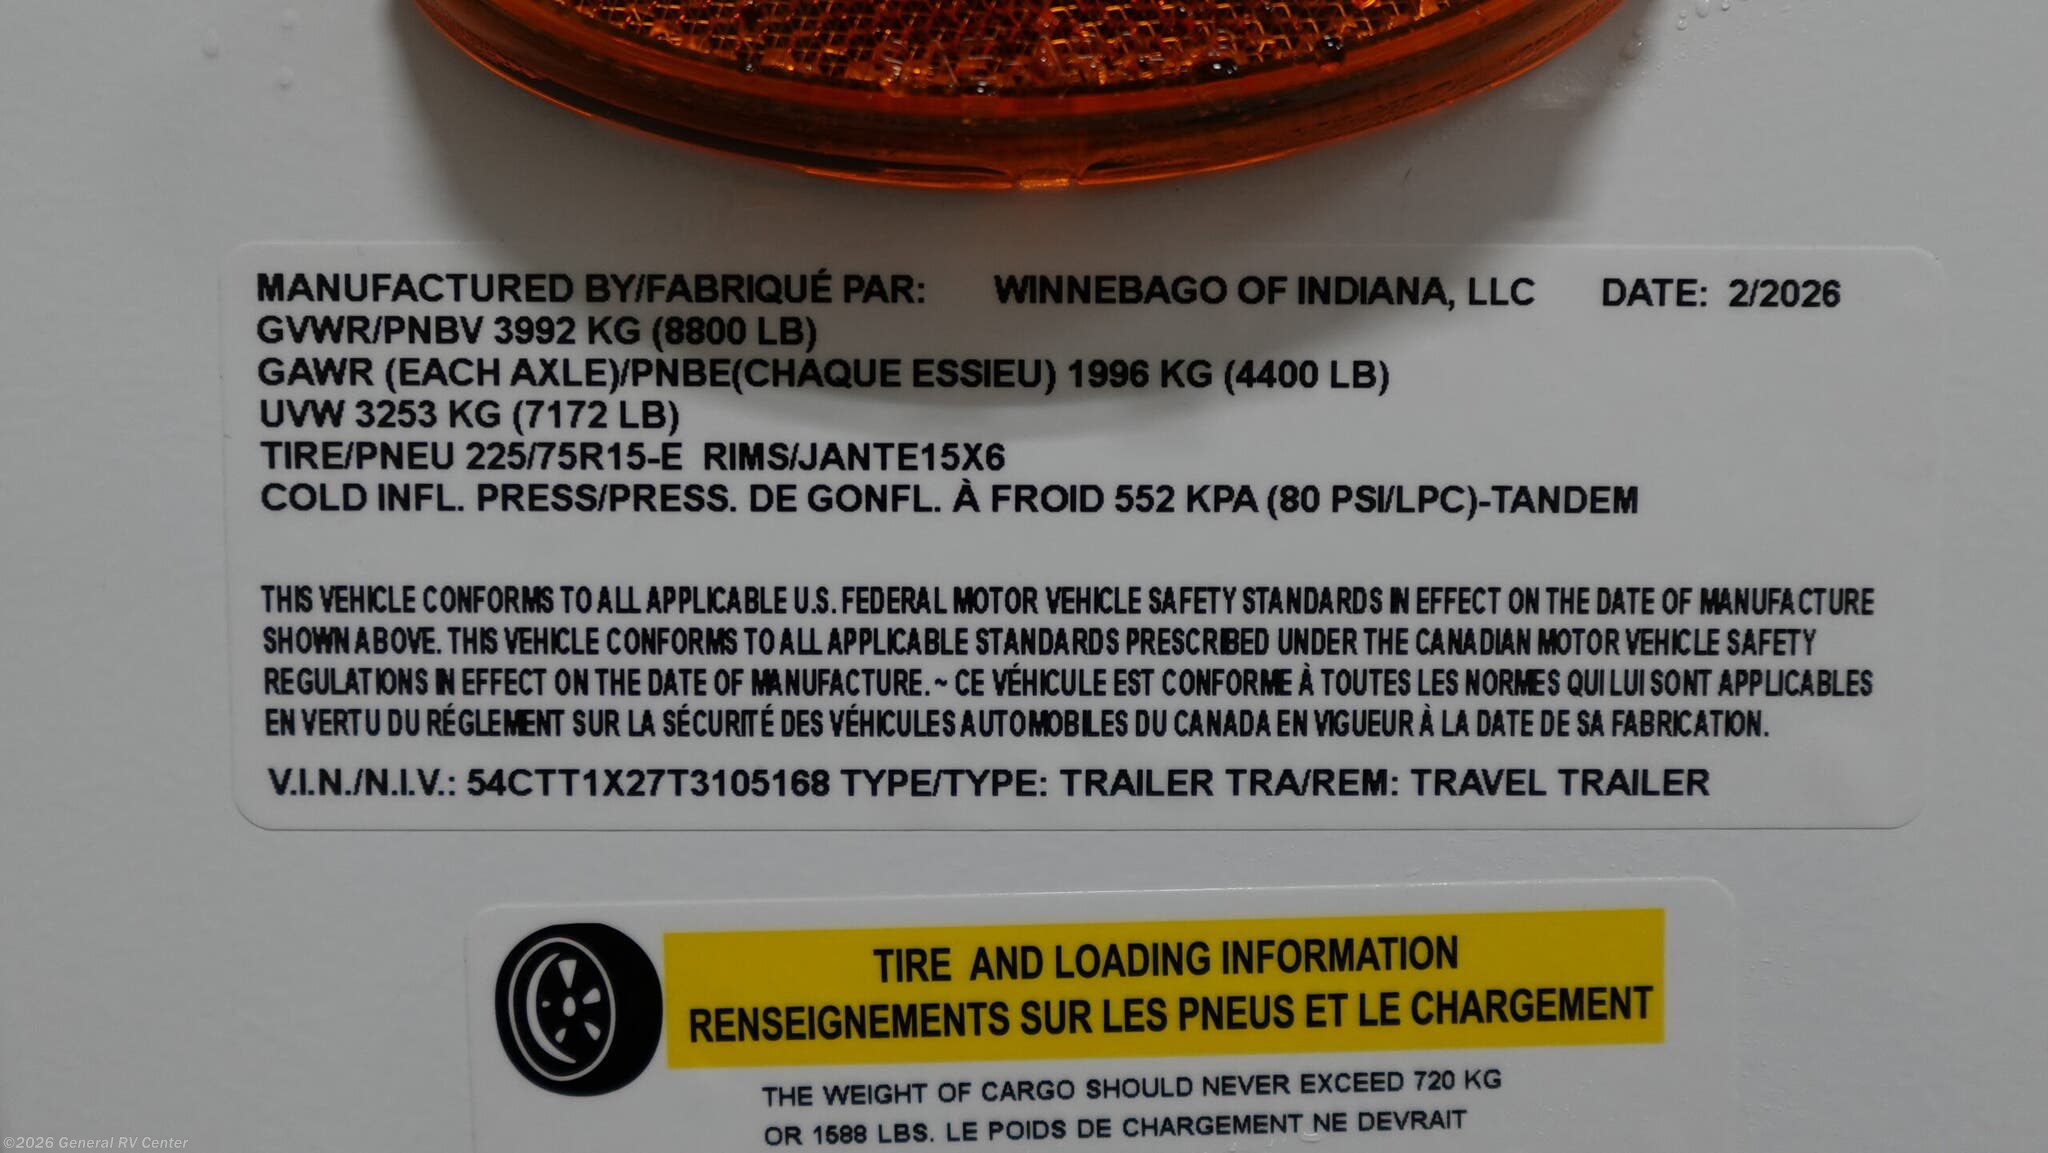 MANUFACTURED BY/FABRIQUÉ PAR: WINNEBAGO OF INDIANA, LLC DATE: 2/2026
GVWR/PNBV 3992 KG (8800 LB)
GAWR (EACH AXLE)/PNBE(CHAQUE ESSIEU) 1996 KG (4400 LB)
UVW 3253 KG (7172 LB)
TIRE/PNEU 225/75R15-E RIMS/JANTE15X6
COLD INFL. PRESS/PRESS. DE GONFL. À FROID 552 KPA (80 PSI/LPC)-TANDEM
THIS VEHICLE CONFORMS TO ALL APPLICABLE U.S. FEDERAL MOTOR VEHICLE SAFETY STANDARDS IN EFFECT ON THE DATE OF MANUFACTURE
SHOWN ABOVE. THIS VEHICLE CONFORMS TO ALL APPLICABLE STANDARDS PRESCRIBED UNDER THE CANADIAN MOTOR VEHICLE SAFETY
REGULATIONS IN EFFECT ON THE DATE OF MANUFACTURE. ~ CE VÉHICULE EST CONFORME À TOUTES LES NORMES QUI LUI SONT APPLICABLES
EN VERTU DU RÉGLEMENT SUR LA SÉCURITÉ DES VÉHICULES AUTOMOBILES DU CANADA EN VIGUEUR À LA DATE DE SA FABRICATION.
V.I.N./N.I.V.: 54CTT1X27T3105168 TYPE/TYPE: TRAILER TRA/REM: TRAVEL TRAILER
TIRE AND LOADING INFORMATION
RENSEIGNEMENTS SUR LES PNEUS ET LE CHARGEMENT
THE WEIGHT OF CARGO SHOULD NEVER EXCEED 720 KG
OR 1588 LBS. LE POIDS DE CHARGEMENT NE DEVRAIT
©2026 General RV Center